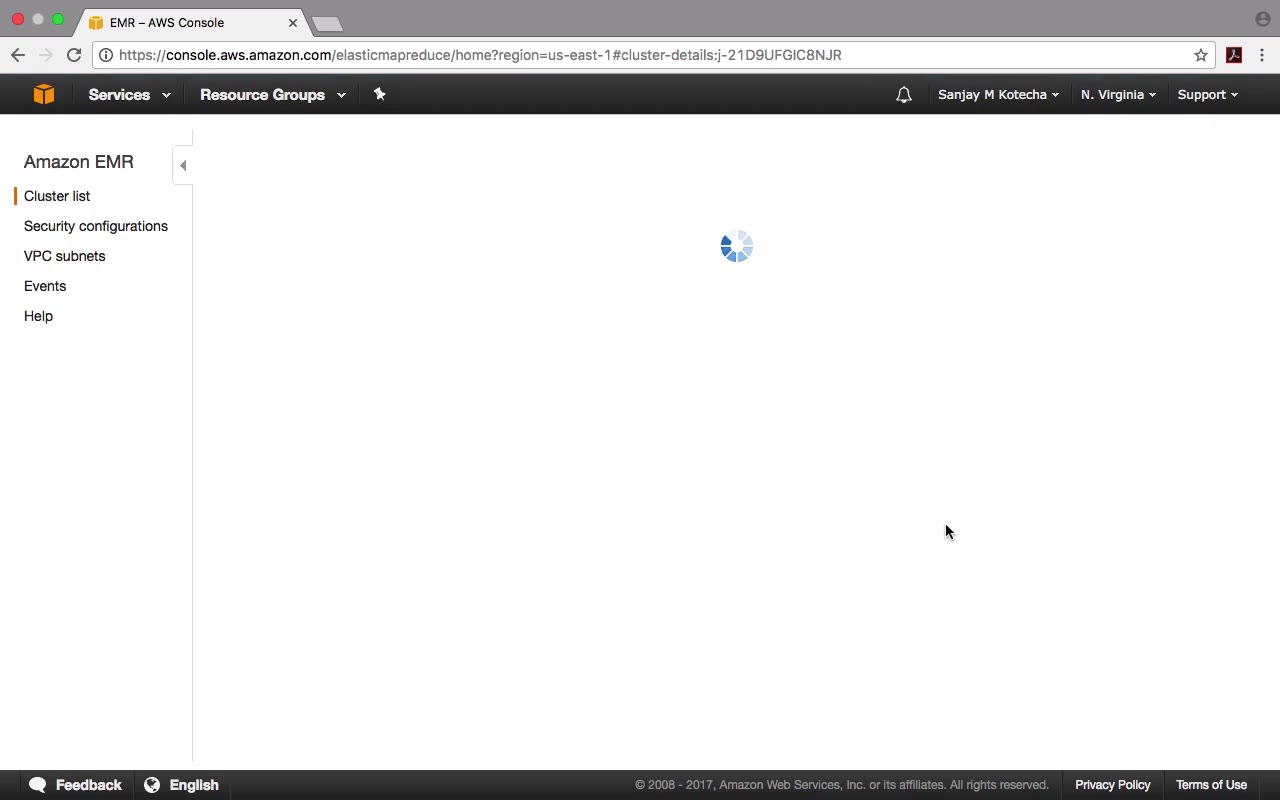 EMR – AWS Console
https://console.aws.amazon.com/elasticmapreduce/home?region=us-east-1#cluster-details:j-21D9UFGIC8NJR
Services Resource Groups Sanjay M Kotecha N. Virginia Support
Amazon EMR
Cluster list
Security configurations
VPC subnets
Events
Help
Feedback English © 2008 - 2017, Amazon Web Services, Inc. or its affiliates. All rights reserved. Privacy Policy Terms of Use